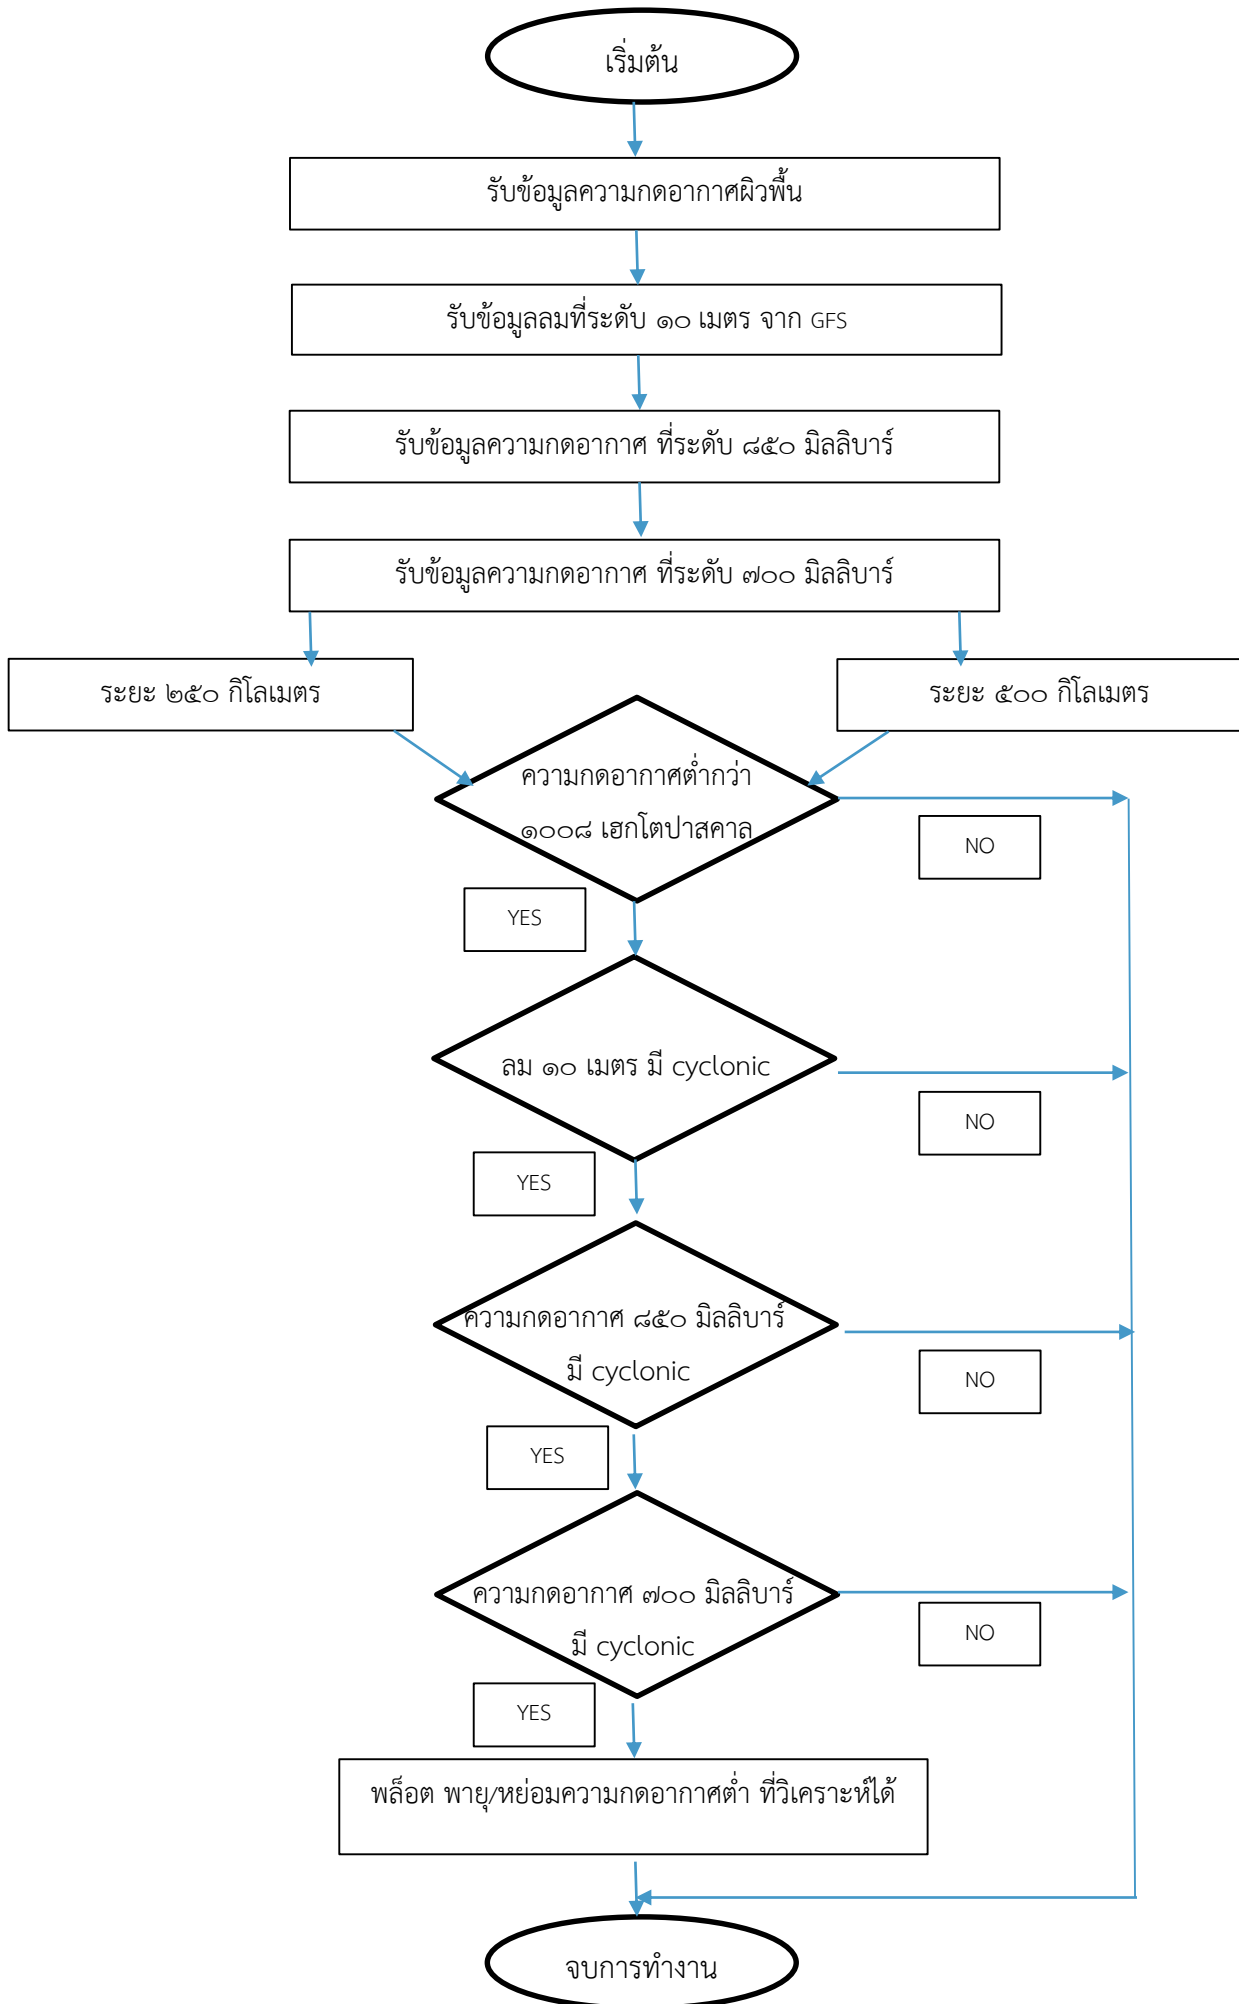 เริ่มต้น
รับข้อมูลความกดอากาศผิวพื้น
รับข้อมูลลมที่ระดับ ๑๐ เมตร จาก GFS
รับข้อมูลความกดอากาศ ที่ระดับ ๘๕๐ มิลลิบาร์
รับข้อมูลความกดอากาศ ที่ระดับ ๗๐๐ มิลลิบาร์
ระยะ ๒๕๐ กิโลเมตร
ระยะ ๕๐๐ กิโลเมตร
ความกดอากาศต่ำกว่า
๑๐๐๘ เฮกโตปาสคาล
NO
YES
ลม ๑๐ เมตร มี cyclonic
NO
YES
ความกดอากาศ ๘๕๐ มิลลิบาร์
มี cyclonic
NO
YES
ความกดอากาศ ๗๐๐ มิลลิบาร์
มี cyclonic
NO
YES
พล็อต พายุ/หย่อมความกดอากาศต่ำ ที่วิเคราะห์ได้
จบการทำงาน